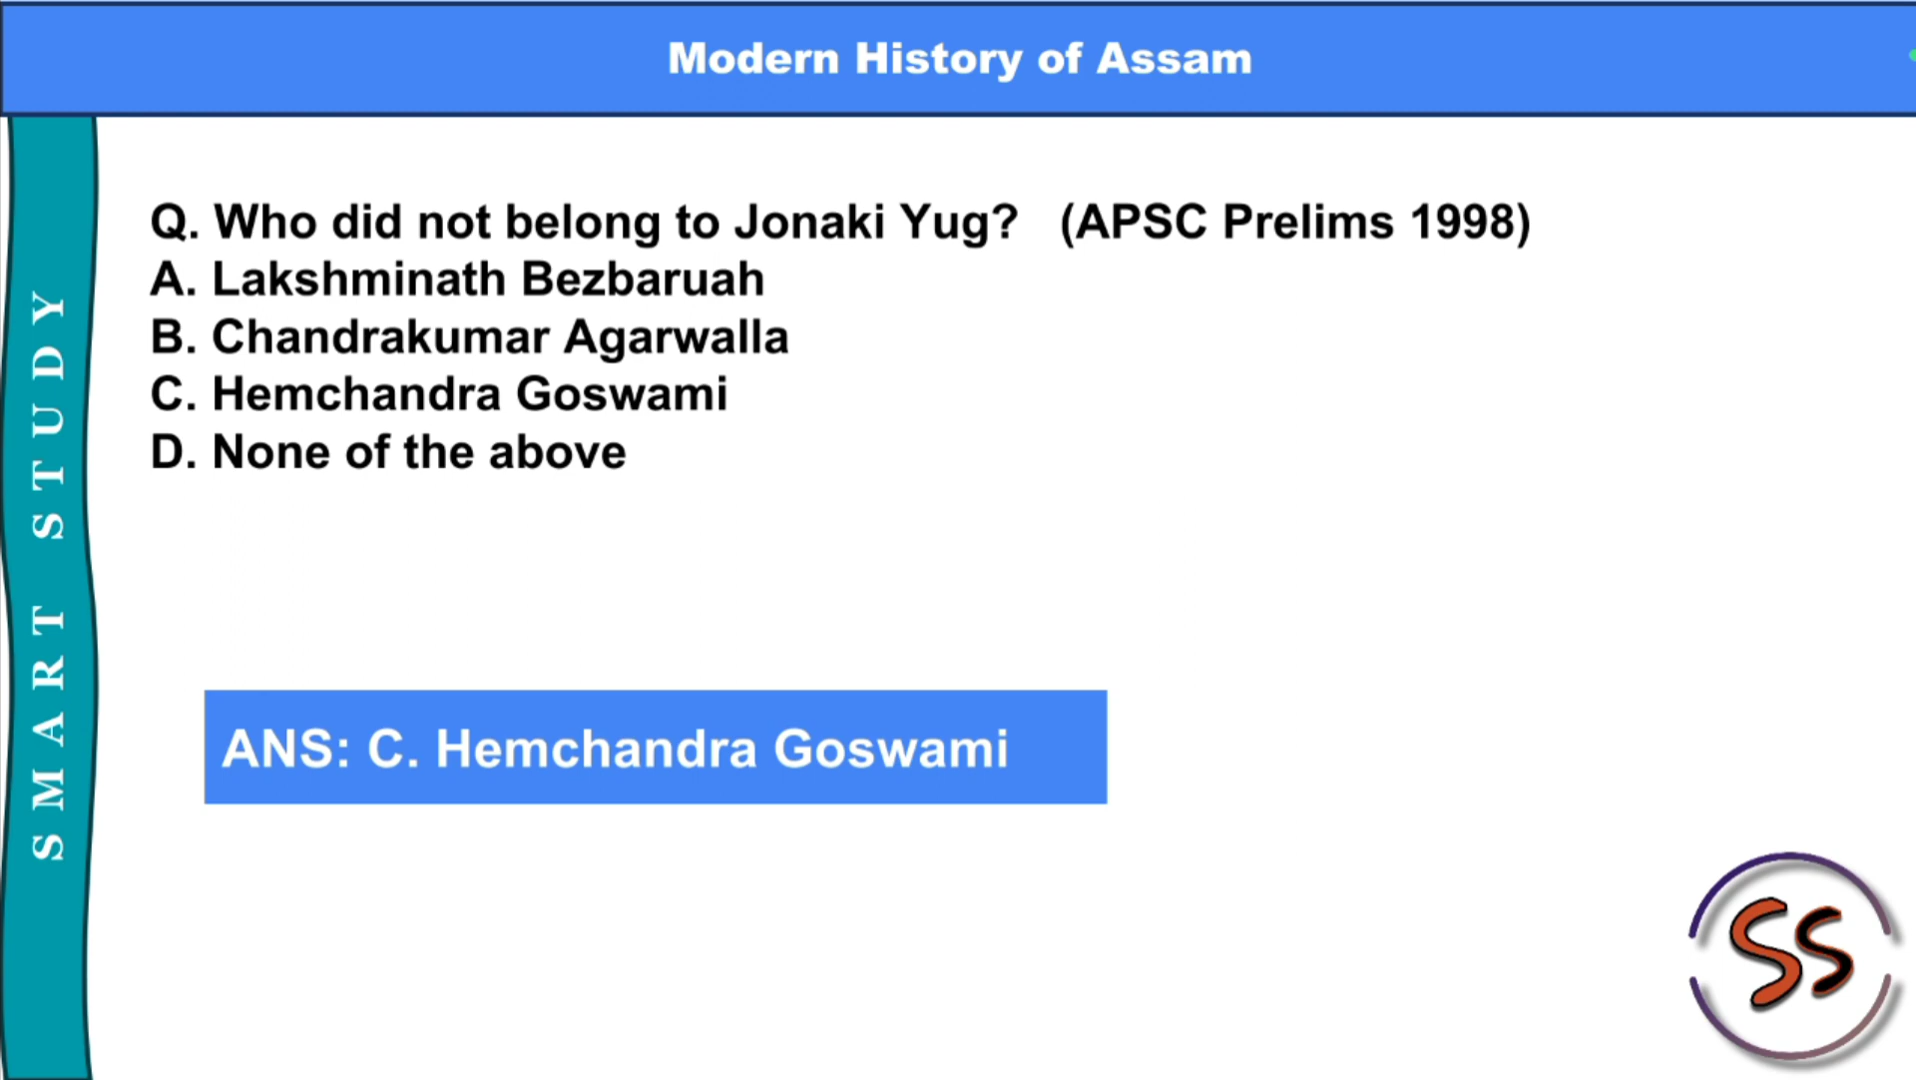 Modern History of Assam
SMART STUDY
Q. Who did not belong to Jonaki Yug? (APSC Prelims 1998)
A. Lakshminath Bezbaruah
B. Chandrakumar Agarwalla
C. Hemchandra Goswami
D. None of the above
ANS: C. Hemchandra Goswami
SS